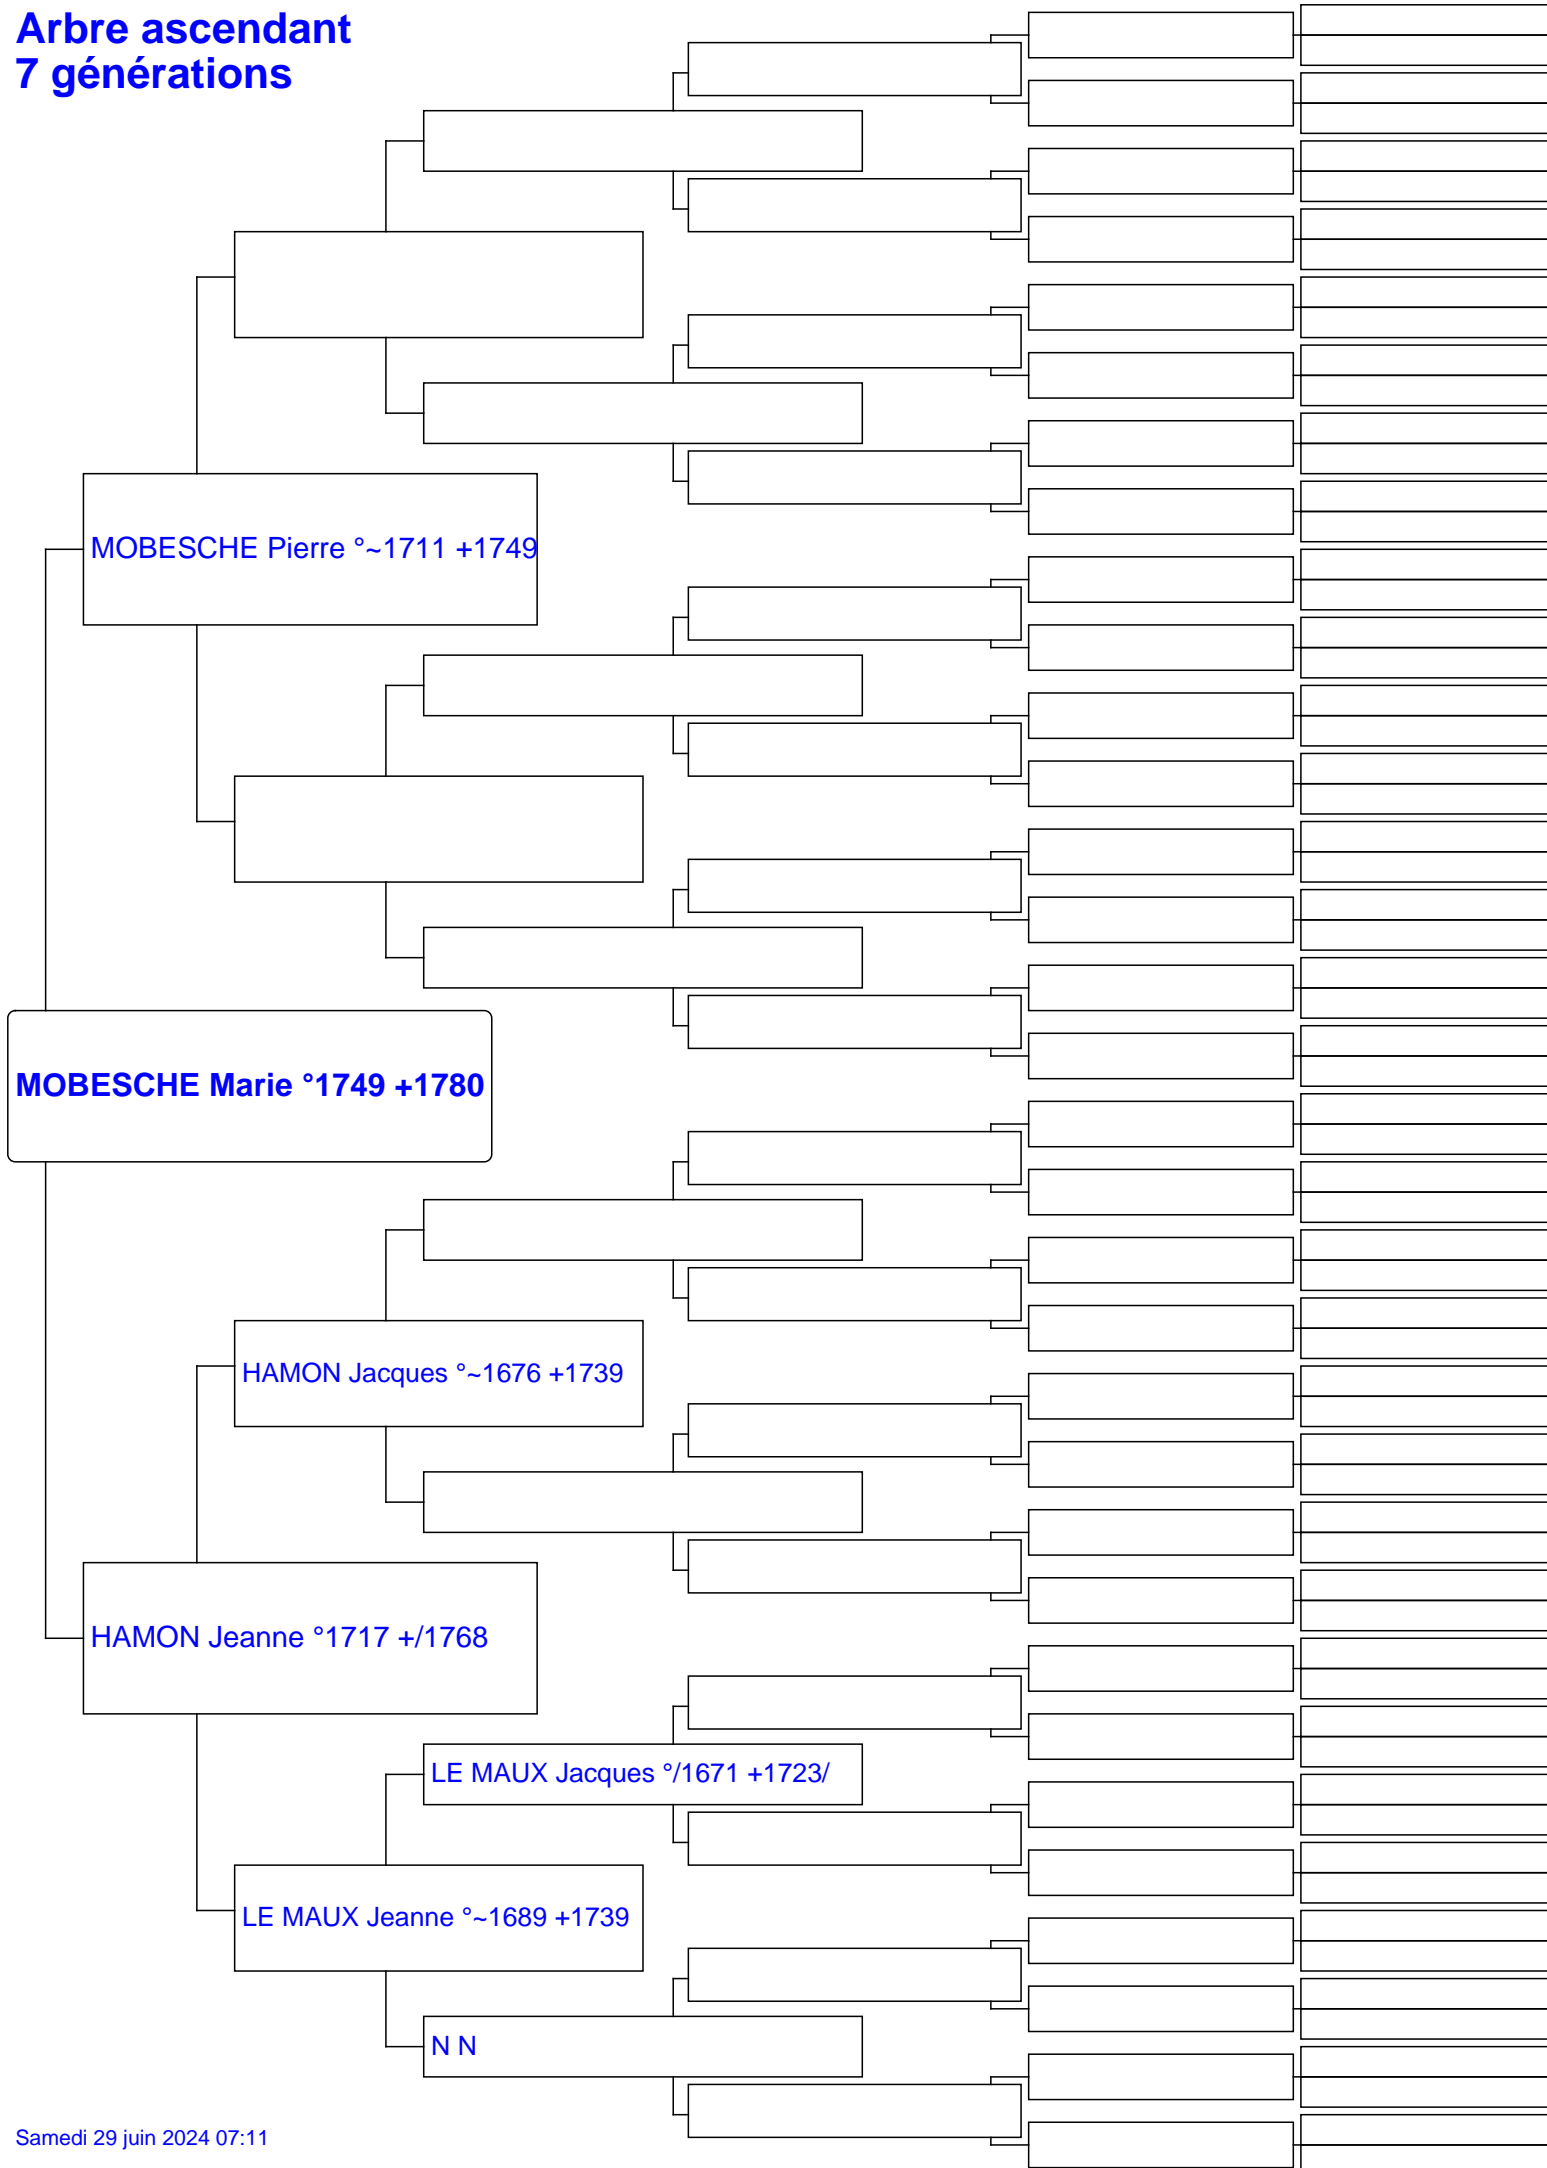 Arbre ascendant
7 générations
MOBESCHE Pierre °~1711 +1749
MOBESCHE Marie °1749 +1780
HAMON Jacques °~1676 +1739
HAMON Jeanne °1717 +/1768
LE MAUX Jacques °/1671 +1723/
LE MAUX Jeanne °~1689 +1739
N N
Samedi 29 juin 2024 07:11